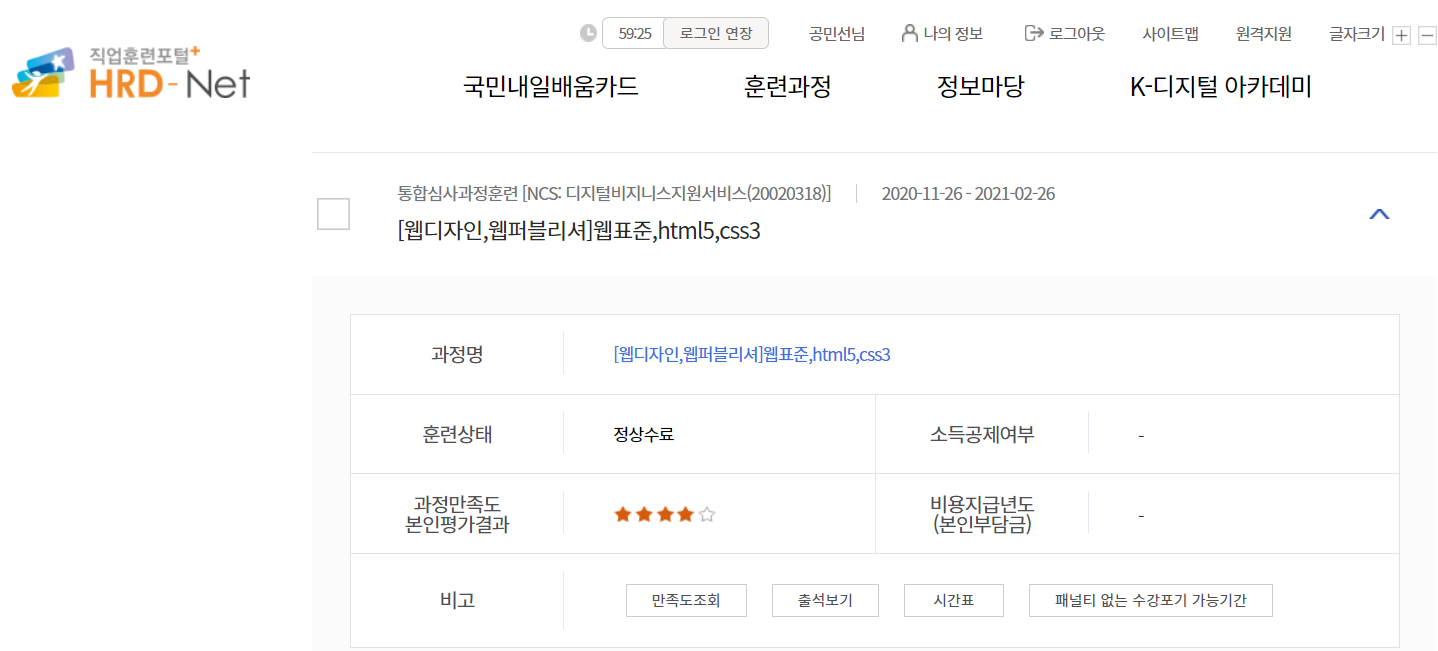 59:25 로그인 연장 공민선님 나의 정보 로그아웃 사이트맵 원격지원 글자크기
직업훈련포털+
HRD-Net
국민내일배움카드 훈련과정 정보마당 K-디지털 아카데미
통합심사과정훈련 [NCS: 디지털비지니스지원서비스(20020318)] 2020-11-26 - 2021-02-26
[웹디자인,웹퍼블리셔]웹표준,html5,css3
과정명 [웹디자인,웹퍼블리셔]웹표준,html5,css3
훈련상태 정상수료 소득공제여부 -
과정만족도
본인평가결과
비용지급년도
(본인부담금)
-
비고 만족도조회 출석보기 시간표 패널티 없는 수강포기 가능기간